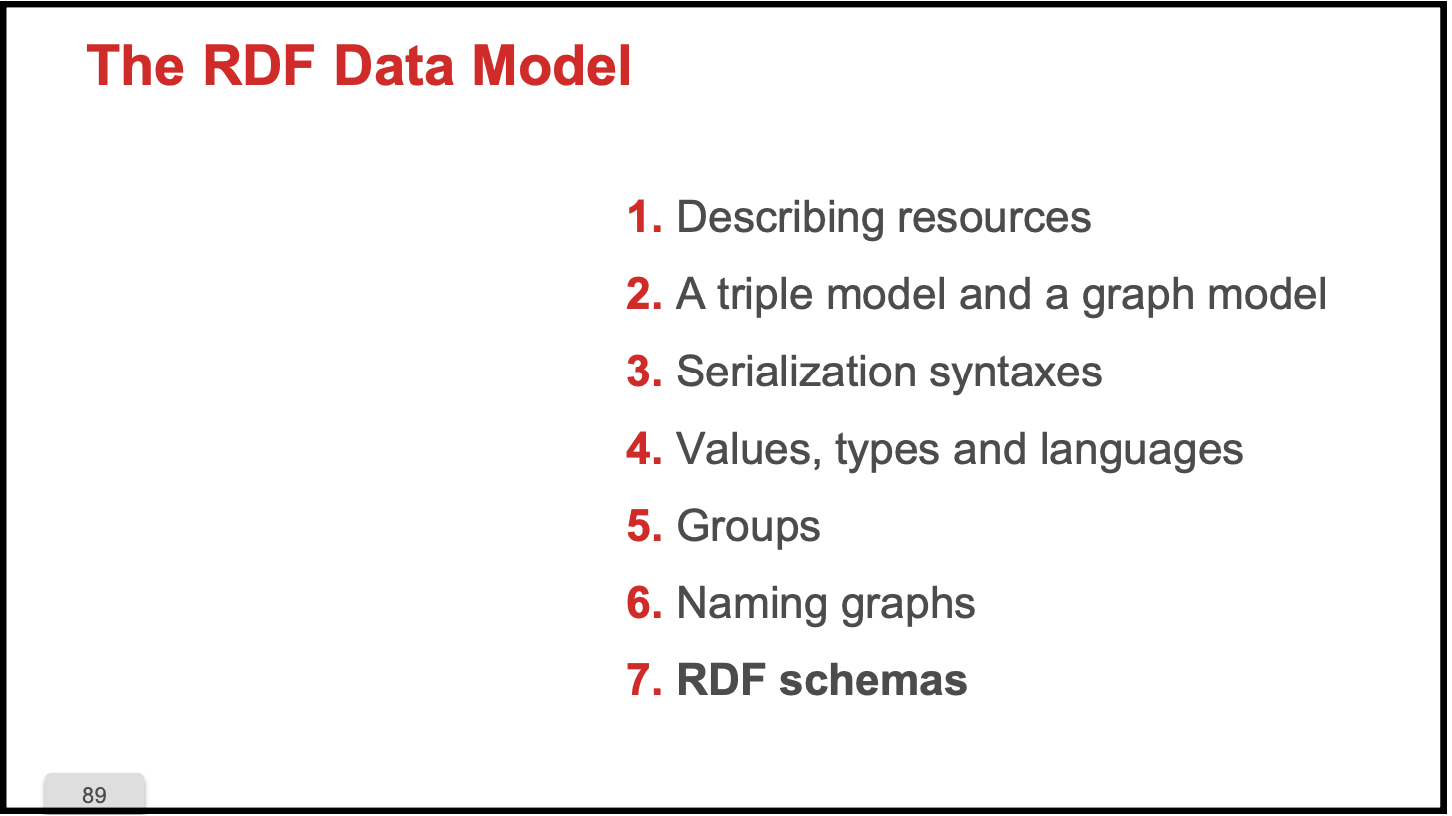 The RDF Data Model
1. Describing resources
2. A triple model and a graph model
3. Serialization syntaxes
4. Values, types and languages
5. Groups
6. Naming graphs
7. RDF schemas
89